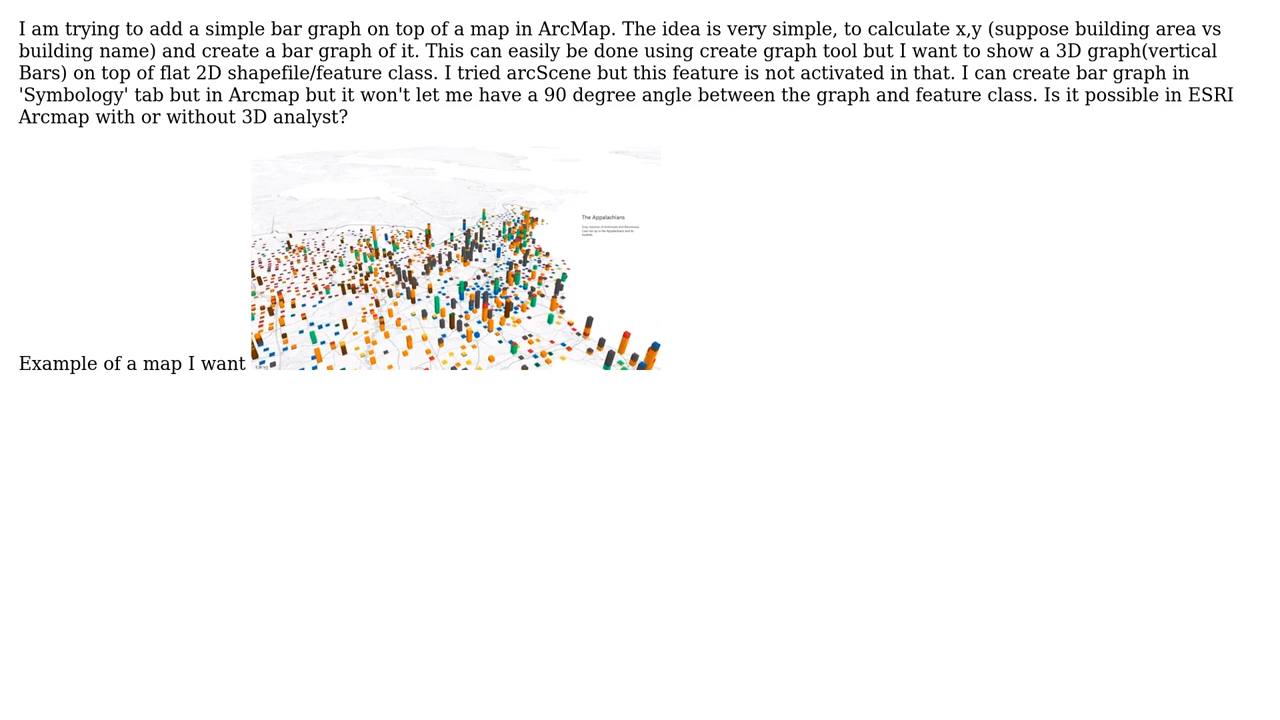 I am trying to add a simple bar graph on top of a map in ArcMap. The idea is very simple, to calculate x,y (suppose building area vs
building name) and create a bar graph of it. This can easily be done using create graph tool but I want to show a 3D graph(vertical
Bars) on top of flat 2D shapefile/feature class. I tried arcScene but this feature is not activated in that. I can create bar graph in
'Symbology' tab but in Arcmap but it won't let me have a 90 degree angle between the graph and feature class. Is it possible in ESRI
Arcmap with or without 3D analyst?
The Appalachians
Example of a map I want